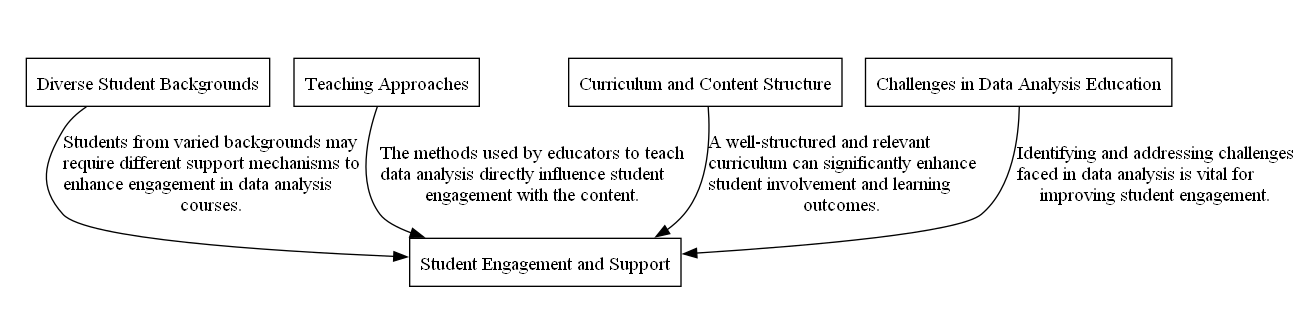 Diverse Student Backgrounds
Teaching Approaches
Curriculum and Content Structure
Challenges in Data Analysis Education
Students from varied backgrounds may
require different support mechanisms to
enhance engagement in data analysis
courses.
The methods used by educators to teach
data analysis directly influence student
engagement with the content.
A well-structured and relevant
curriculum can significantly enhance
student involvement and learning
outcomes.
Identifying and addressing challenges
faced in data analysis is vital for
improving student engagement.
Student Engagement and Support